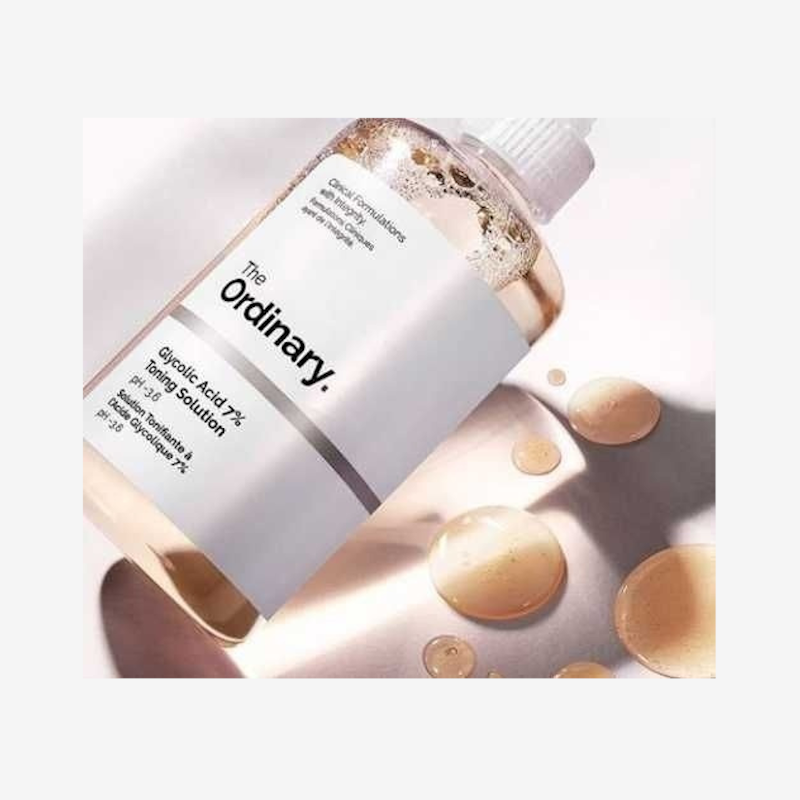 Clinical Formulations
with Integrity.
Formulations Cliniques
ayant de l'intégrité.
The
Ordinary.
Glycolic Acid 7%
Toning Solution
pH ~3.6
Solution Tonifiante à
l'Acide Glycolique 7%
pH ~3.6